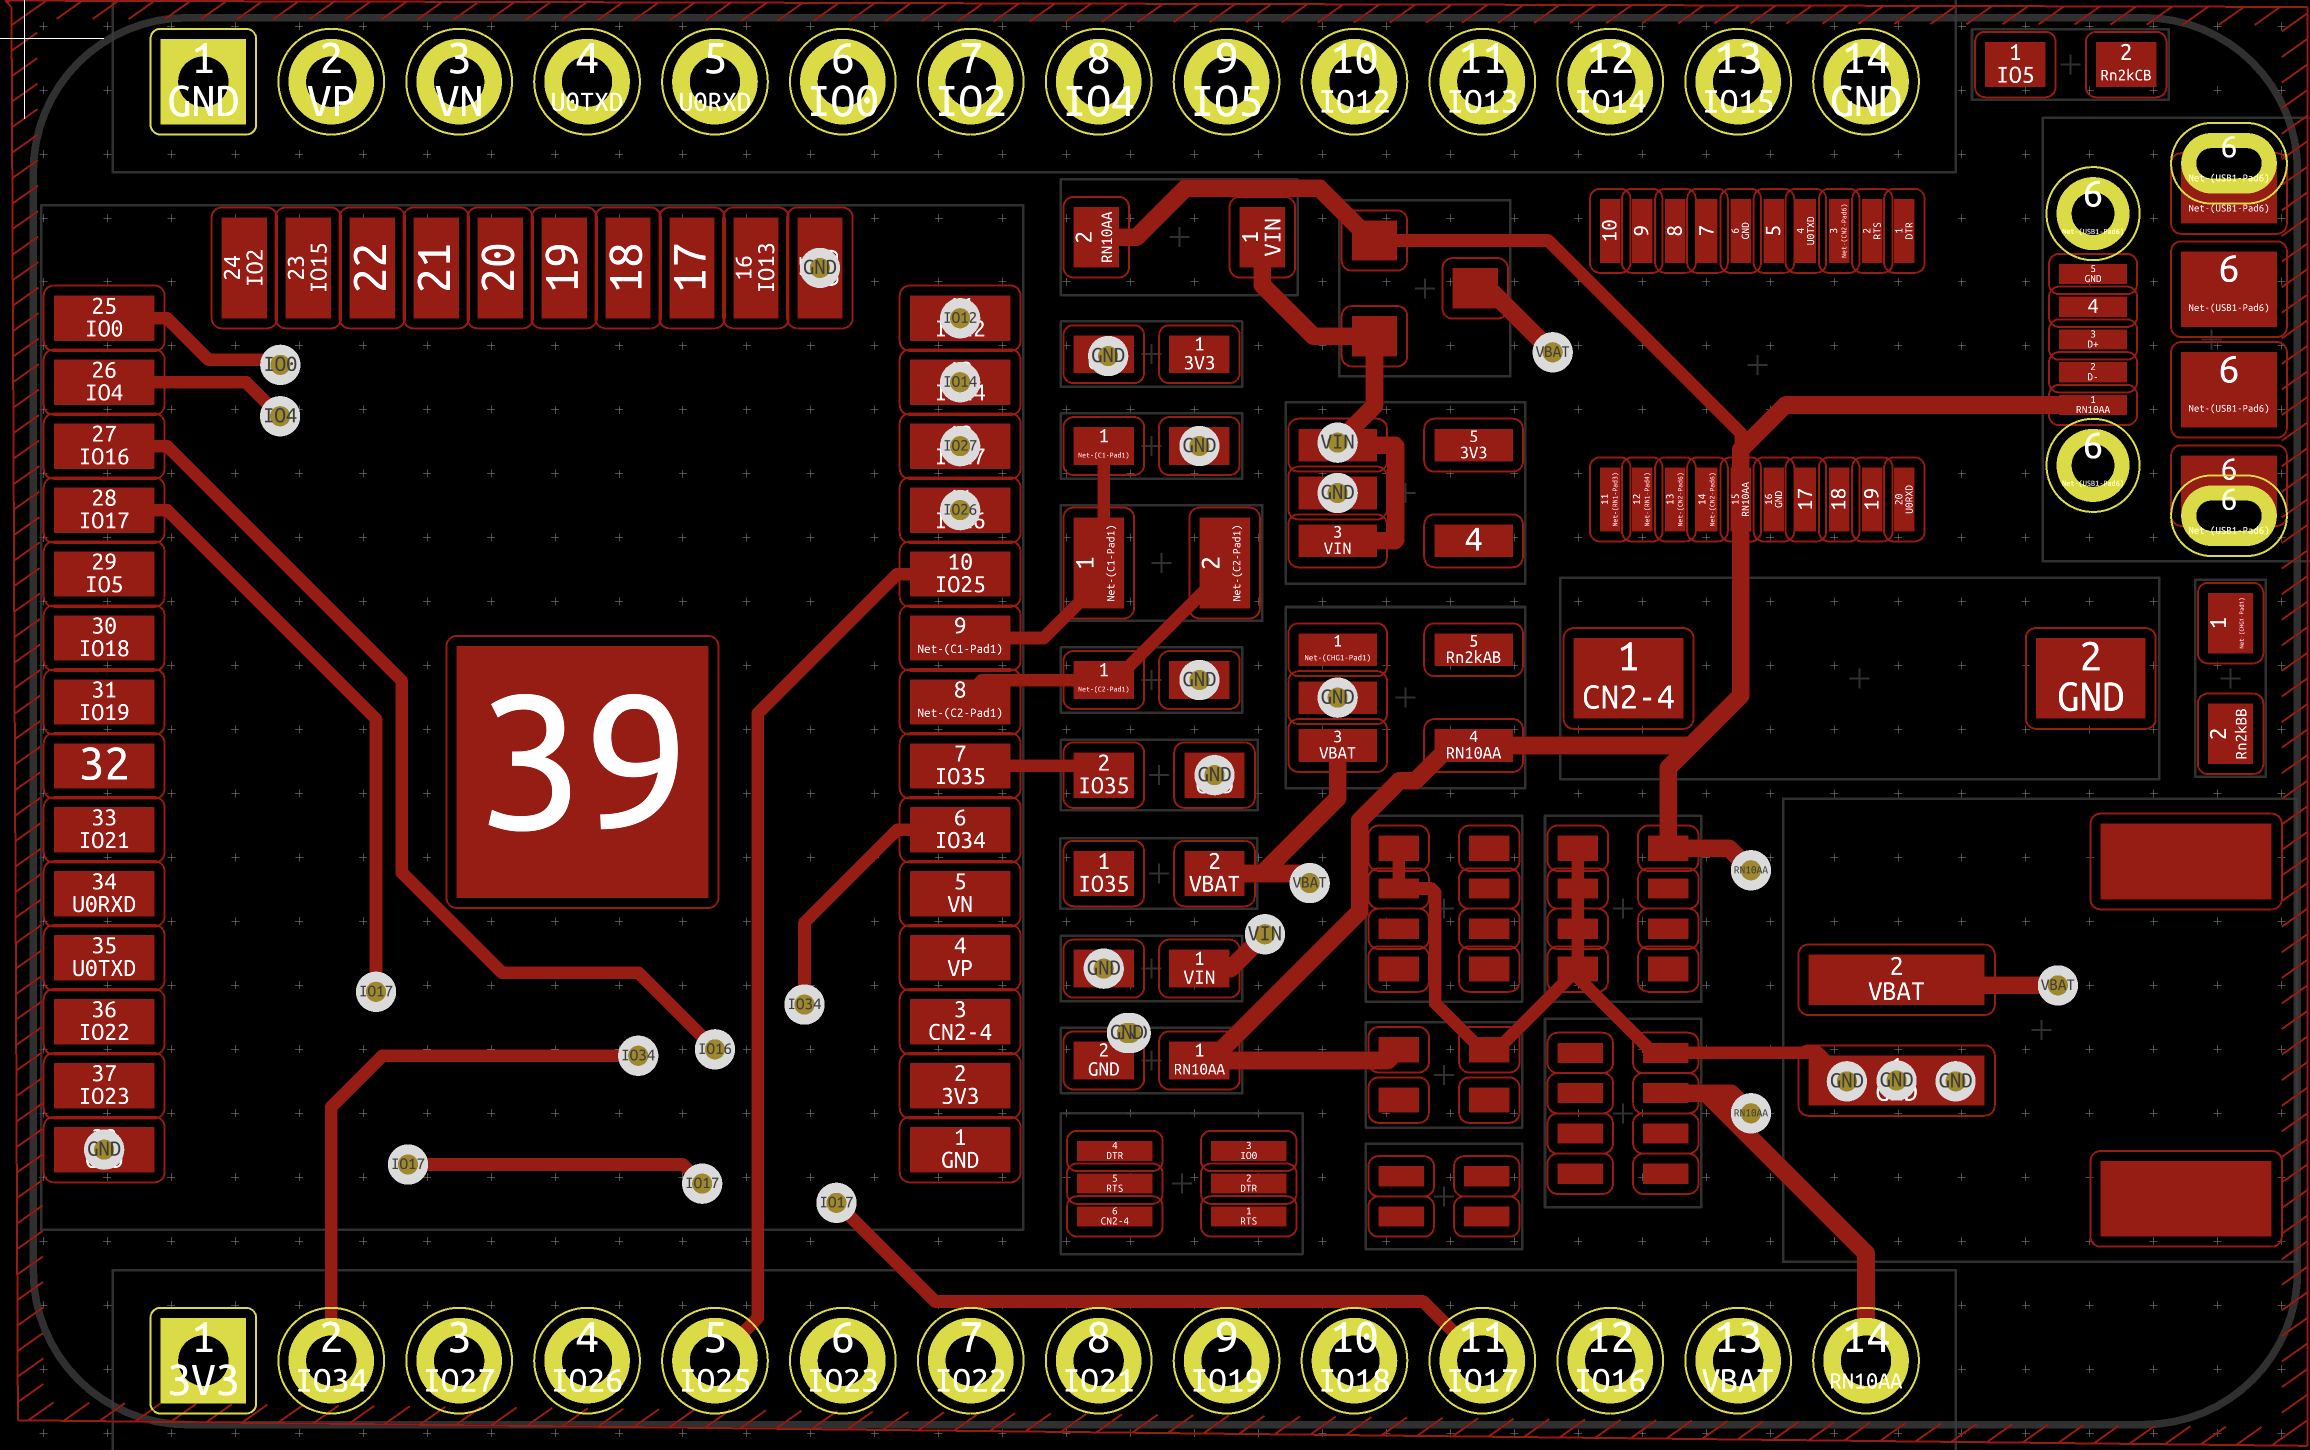 1 2 3 4 5 6 7 8 9 10 11 12 13 14
GND VP VN U0TXD U0RXD IO0 IO2 IO4 IO5 IO12 IO13 IO14 IO15 GND
1 2
IO5 Rn2kCB
6
Net-(USB1-Pad6)
Net-(USB1-Pad6)
6
Net-(USB1-Pad6)
5
GND
4
3
D+
2
D-
1
RN10AA
6
Net-(USB1-Pad6)
6
Net-(USB1-Pad6)
6
Net-(USB1-Pad6)
6
6
Net-(USB1-Pad6)
24
IO2
23
IO15
22
21
20
19
18
17
16
IO13
GND
25
IO0
26
IO4
27
IO16
28
IO17
29
IO5
30
IO18
31
IO19
32
33
IO21
34
U0RXD
35
U0TXD
36
IO22
37
IO23
GND
IO0
IO4
39
IO12
IO14
IO27
IO26
10
IO25
9
Net-(C1-Pad1)
8
Net-(C2-Pad1)
7
IO35
6
IO34
5
VN
4
VP
3
CN2-4
2
3V3
1
GND
IO17
IO34
IO34
IO16
IO17
IO17
IO17
2
RN10AA
1
VIN
VBAT
GND
1
3V3
1
Net-(C1-Pad1)
GND
1
Net-(C1-Pad1)
2
Net-(C2-Pad1)
1
Net-(C2-Pad1)
GND
2
IO35
GND
1
IO35
2
VBAT
VBAT
VIN
GND
1
VIN
GND
2
GND
1
RN10AA
4
DTR
5
RTS
6
CN2-4
3
IO0
2
DTR
1
RTS
VIN
GND
3
VIN
5
3V3
4
1
Net-(CHG1-Pad1)
GND
3
VBAT
5
Rn2kAB
4
RN10AA
10
9
8
7
6
GND
5
4
U0TXD
3
Net-(CN2-Pad6)
2
RTS
1
DTR
11
Net-(RN1-Pad3)
12
Net-(RN1-Pad4)
13
Net-(CN2-Pad6)
14
Net-(CN2-Pad6)
15
RN10AA
16
GND
17
18
19
20
U0RXD
1
CN2-4
2
GND
1
Net-(CHG1-Pad1)
2
Rn2kBB
RN10AA
RN10AA
2
VBAT
VBAT
GND
GND
GND
1 2 3 4 5 6 7 8 9 10 11 12 13 14
3V3 IO34 IO27 IO26 IO25 IO23 IO22 IO21 IO19 IO18 IO17 IO16 VBAT RN10AA